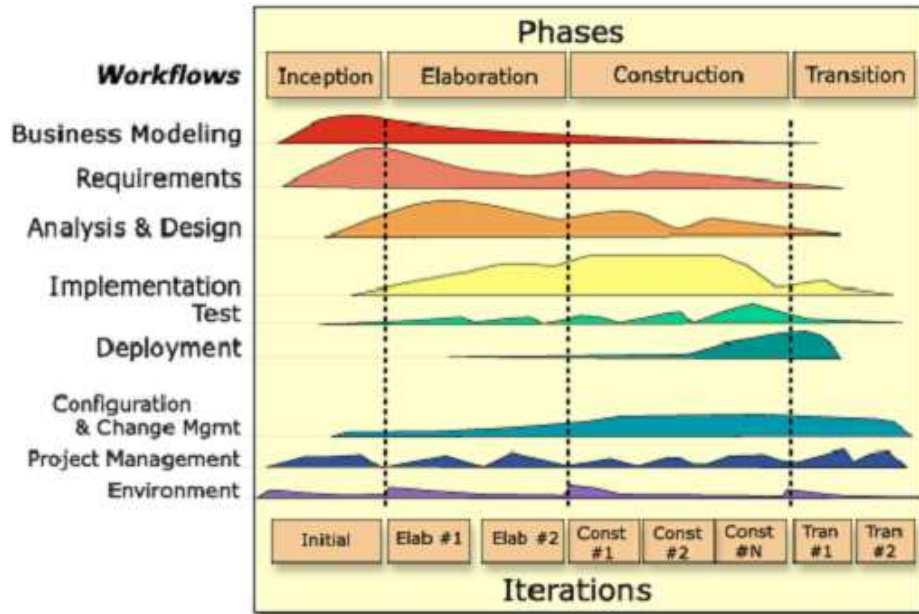 Phases
Workflows
Inception
Elaboration
Construction
Transition
Business Modeling
Requirements
Analysis & Design
Implementation
Test
Deployment
Configuration
& Change Mgmt
Project Management
Environment
Initial
Elab #1
Elab #2
Const
#1
Const
#2
Const
#N
Tran
#1
Tran
#2
Iterations